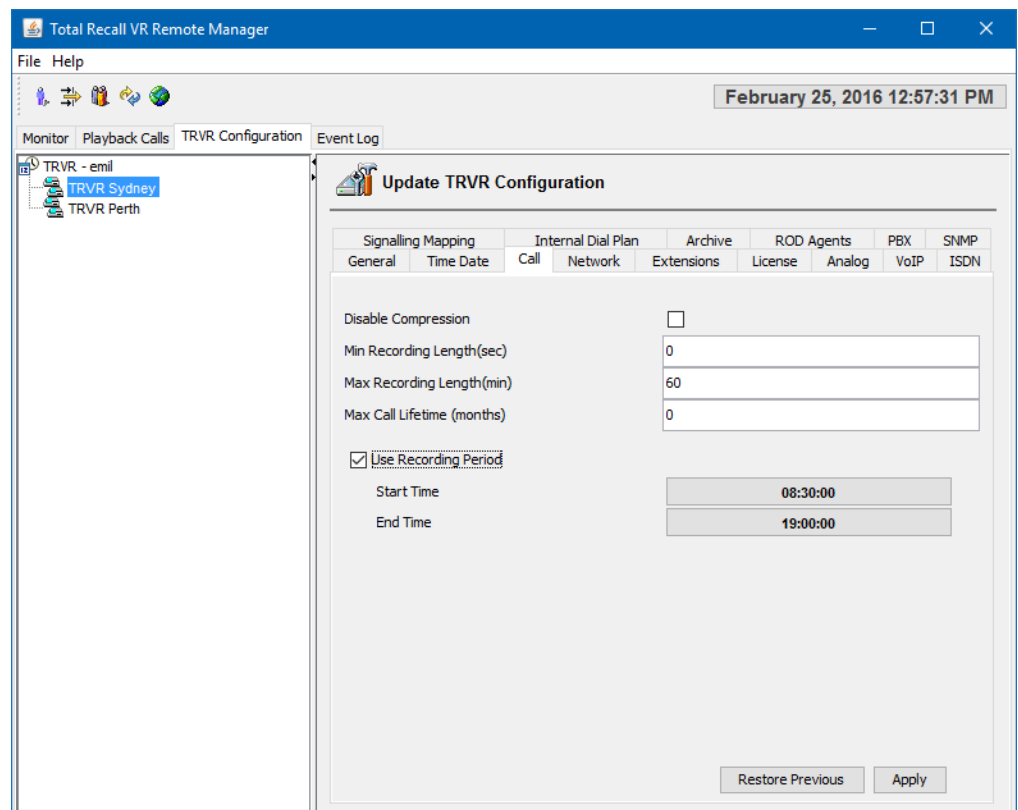 Total Recall VR Remote Manager
File Help
February 25, 2016 12:57:31 PM
Monitor Playback Calls TRVR Configuration Event Log
TRVR - emil
TRVR Sydney
TRVR Perth
Update TRVR Configuration
Signalling Mapping Internal Dial Plan Archive ROD Agents PBX SNMP
General Time Date Call Network Extensions License Analog VoIP ISDN
Disable Compression
Min Recording Length(sec) 0
Max Recording Length(min) 60
Max Call Lifetime (months) 0
Use Recording Period
Start Time 08:30:00
End Time 19:00:00
Restore Previous Apply